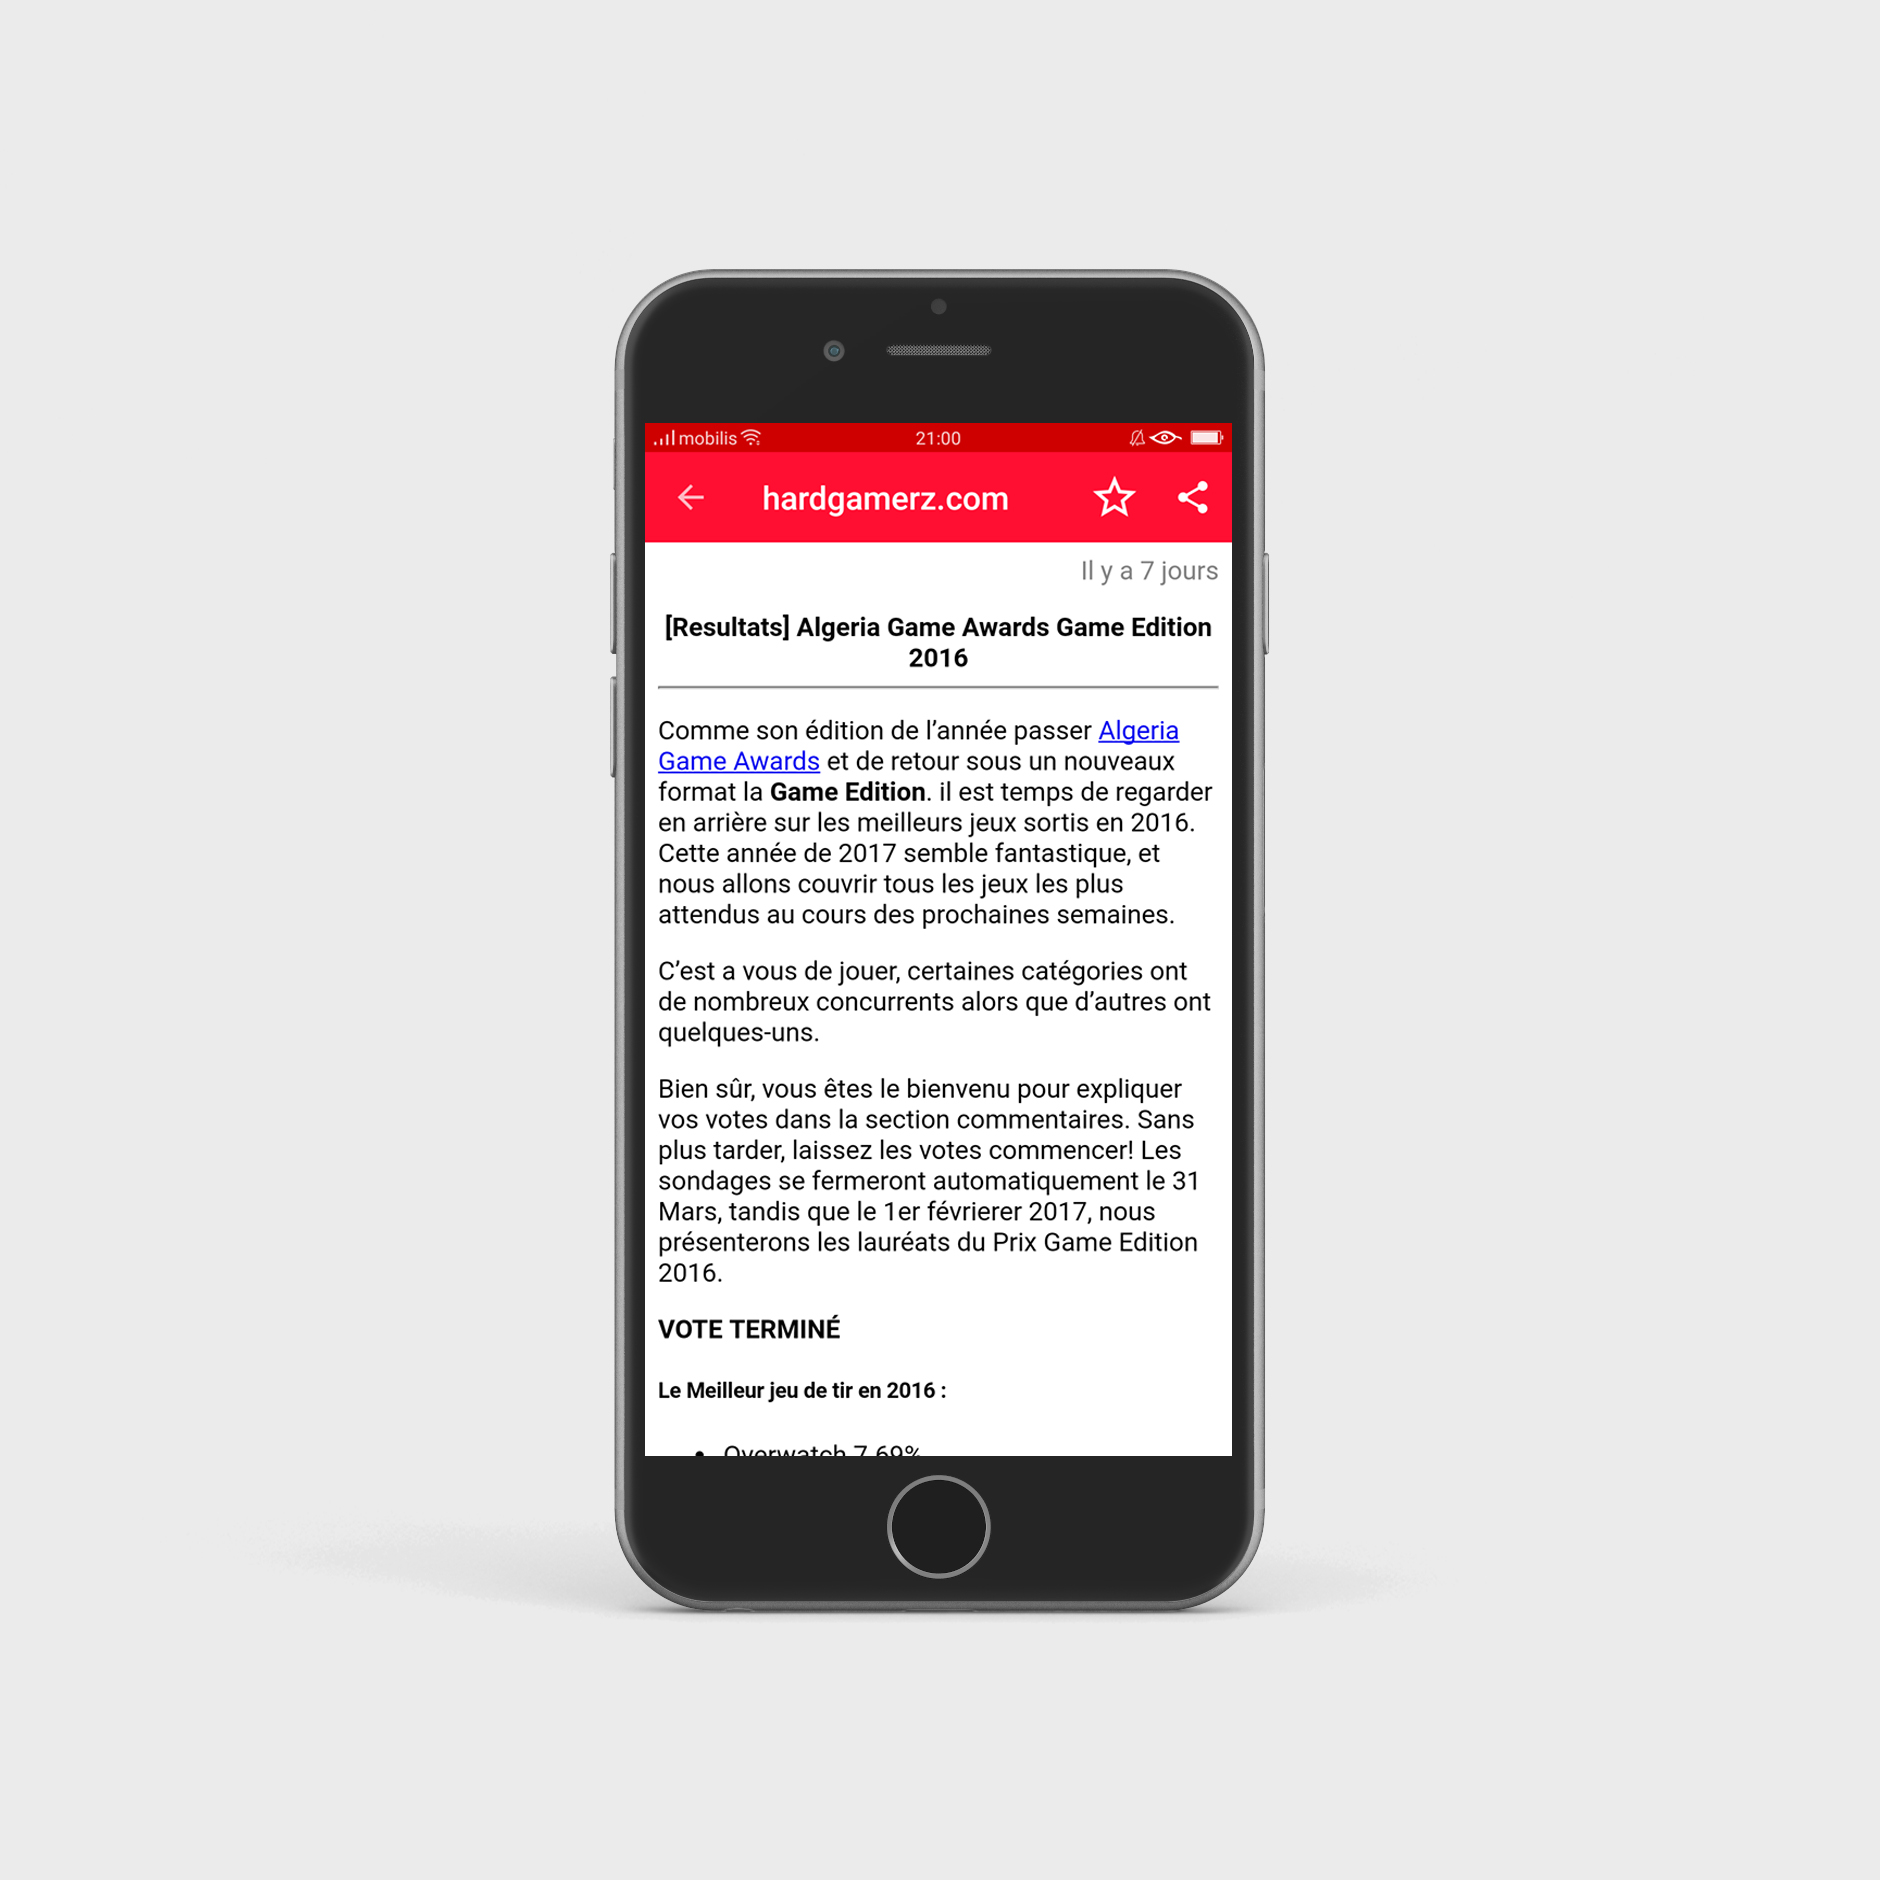 mobilis
21:00
hardgamerz.com
Il y a 7 jours
[Resultats] Algeria Game Awards Game Edition
2016
Comme son édition de l’année passer Algeria
Game Awards et de retour sous un nouveaux
format la Game Edition. il est temps de regarder
en arrière sur les meilleurs jeux sortis en 2016.
Cette année de 2017 semble fantastique, et
nous allons couvrir tous les jeux les plus
attendus au cours des prochaines semaines.
C’est a vous de jouer, certaines catégories ont
de nombreux concurrents alors que d’autres ont
quelques-uns.
Bien sûr, vous êtes le bienvenu pour expliquer
vos votes dans la section commentaires. Sans
plus tarder, laissez les votes commencer! Les
sondages se fermeront automatiquement le 31
Mars, tandis que le 1er févrierer 2017, nous
présenterons les lauréats du Prix Game Edition
2016.
VOTE TERMINÉ
Le Meilleur jeu de tir en 2016 :
• Overwatch 7.69%